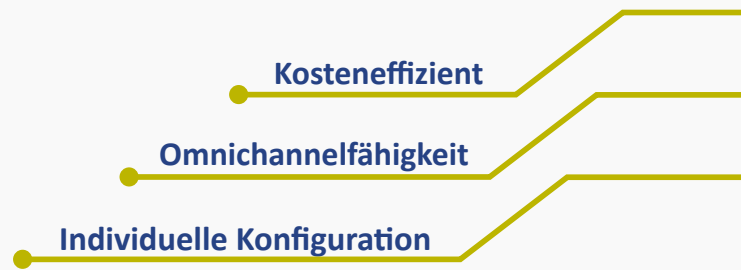 Kosteneffizient
Omnichannelfähigkeit
Individuelle Konfiguration